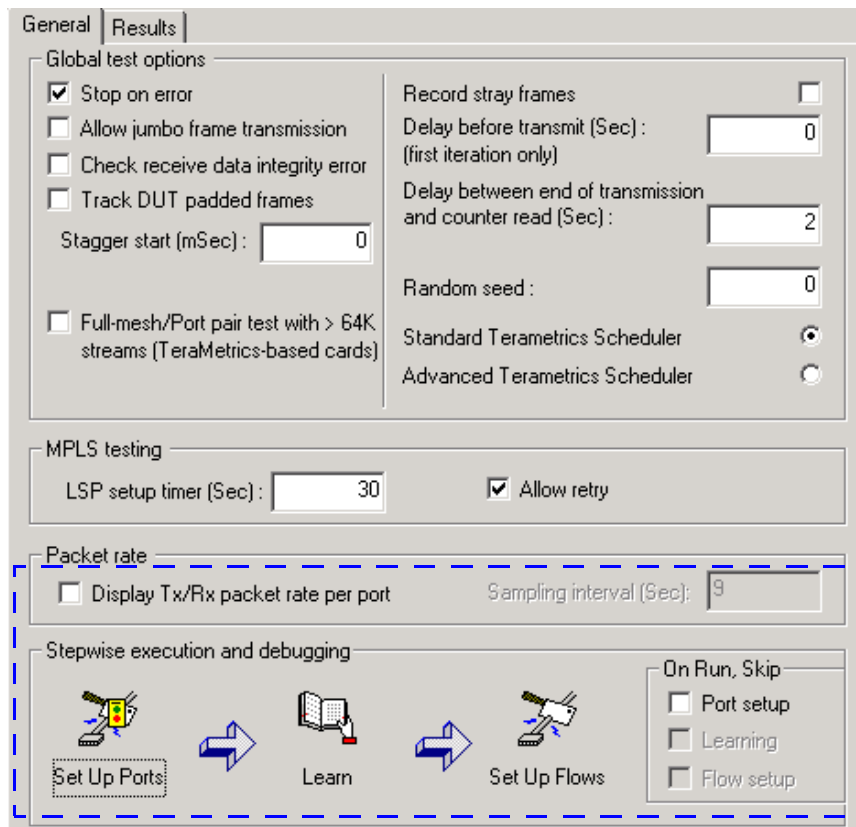 General
Results
Global test options
Stop on error
Allow jumbo frame transmission
Check receive data integrity error
Track DUT padded frames
Stagger start (mSec) :
0
Full-mesh/Port pair test with > 64K
streams (TeraMetrics-based cards)
Record stray frames
Delay before transmit (Sec) :
(first iteration only)
0
Delay between end of transmission
and counter read (Sec) :
2
Random seed :
0
Standard Terametrics Scheduler
Advanced Terametrics Scheduler
MPLS testing
LSP setup timer (Sec) :
30
Allow retry
Packet rate
Display Tx/Rx packet rate per port
Sampling interval (Sec):
9
Stepwise execution and debugging
Set Up Ports
Learn
Set Up Flows
On Run, Skip
Port setup
Learning
Flow setup